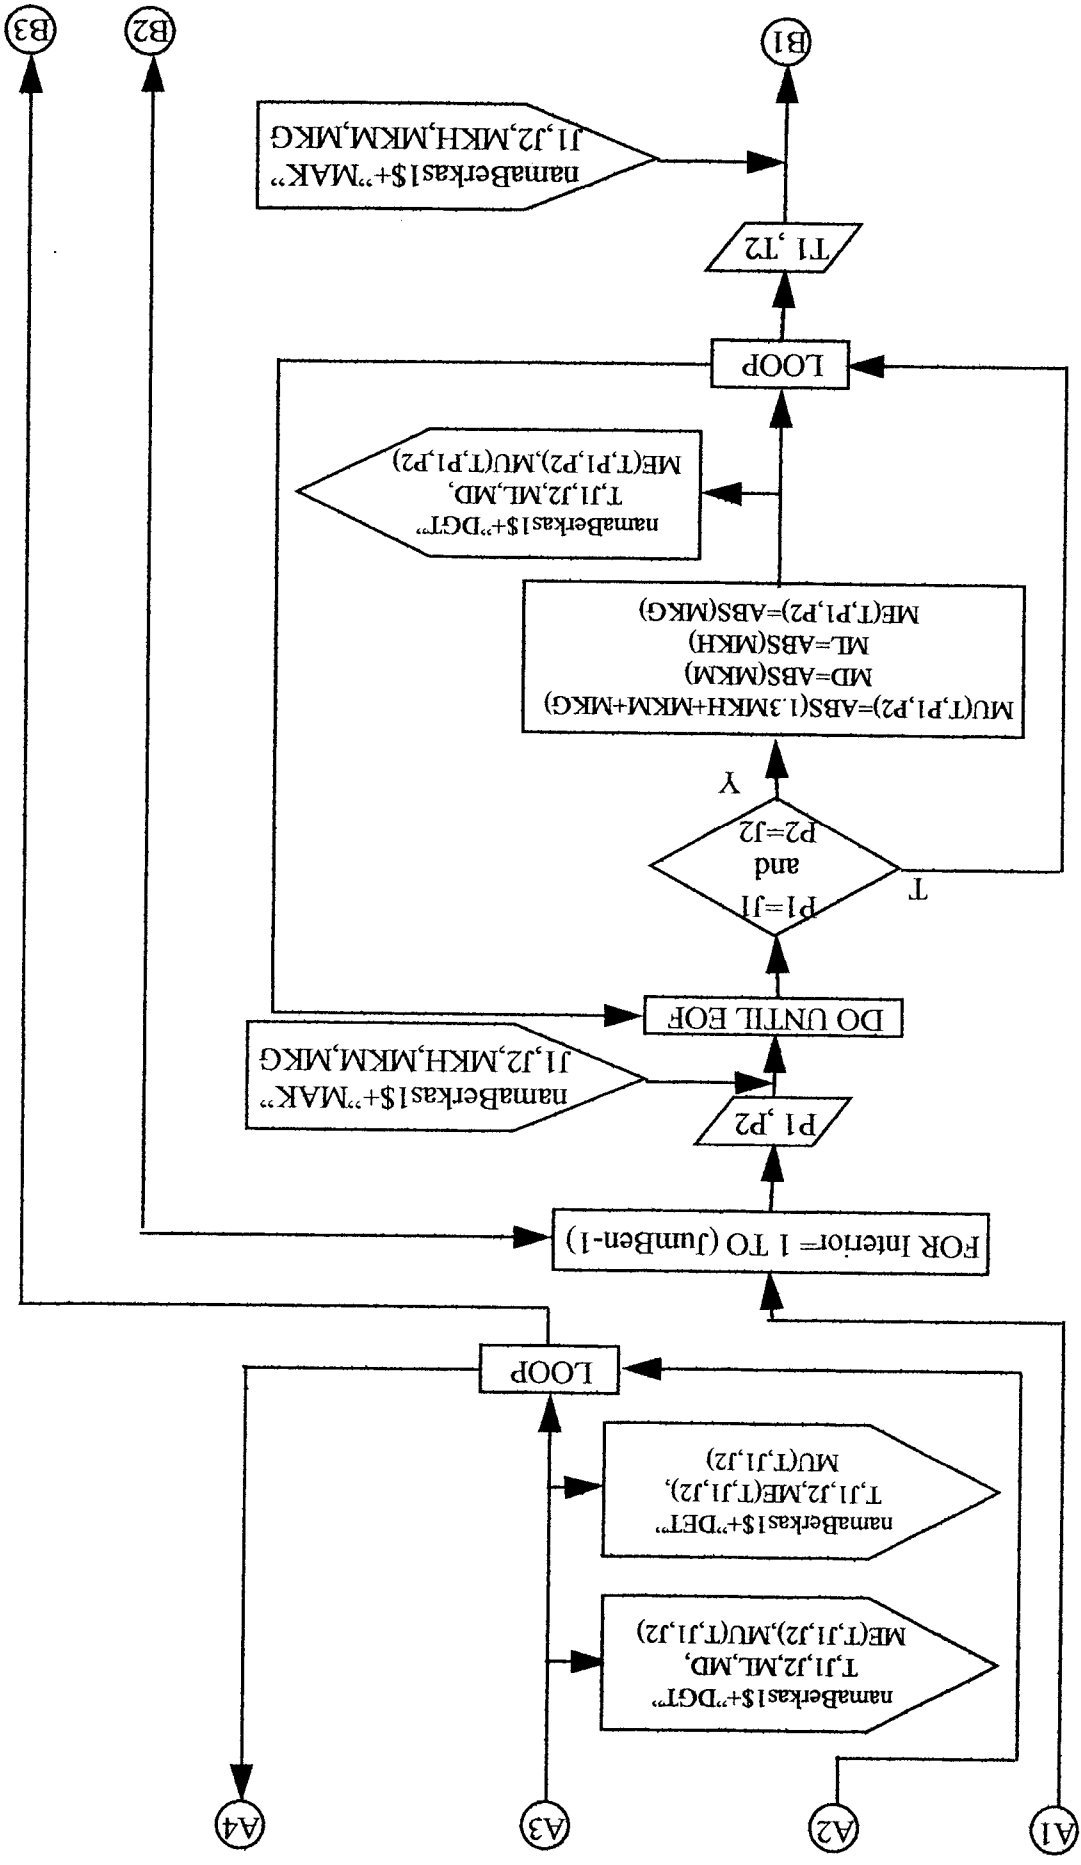 A1
A2
A3
A4
namaBerkas1$+"DGT"
T,J1,J2,ML,MD,
ME(T,J1,J2),MU(T,J1,J2)
namaBerkas1$+"DET"
T,J1,J2,ME(T,J1,J2),
MU(T,J1,J2)
LOOP
FOR Interior= 1 TO (JumBen-1)
P1 ,P2
namaBerkas1$+"MAK"
J1,J2,MKH,MKM,MKG
DO UNTIL EOF
P1=J1
and
P2=J2
T
Y
MU(T,P1,P2)=ABS(1.3MKH+MKM+MKG)
MD=ABS(MKM)
ML=ABS(MKH)
ME(T,P1,P2)=ABS(MKG)
namaBerkas1$+"DGT"
T,J1,J2,ML,MD,
ME(T,P1,P2),MU(T,P1,P2)
LOOP
T1 ,T2
namaBerkas1$+"MAK"
J1,J2,MKH,MKM,MKG
B1
B2
B3